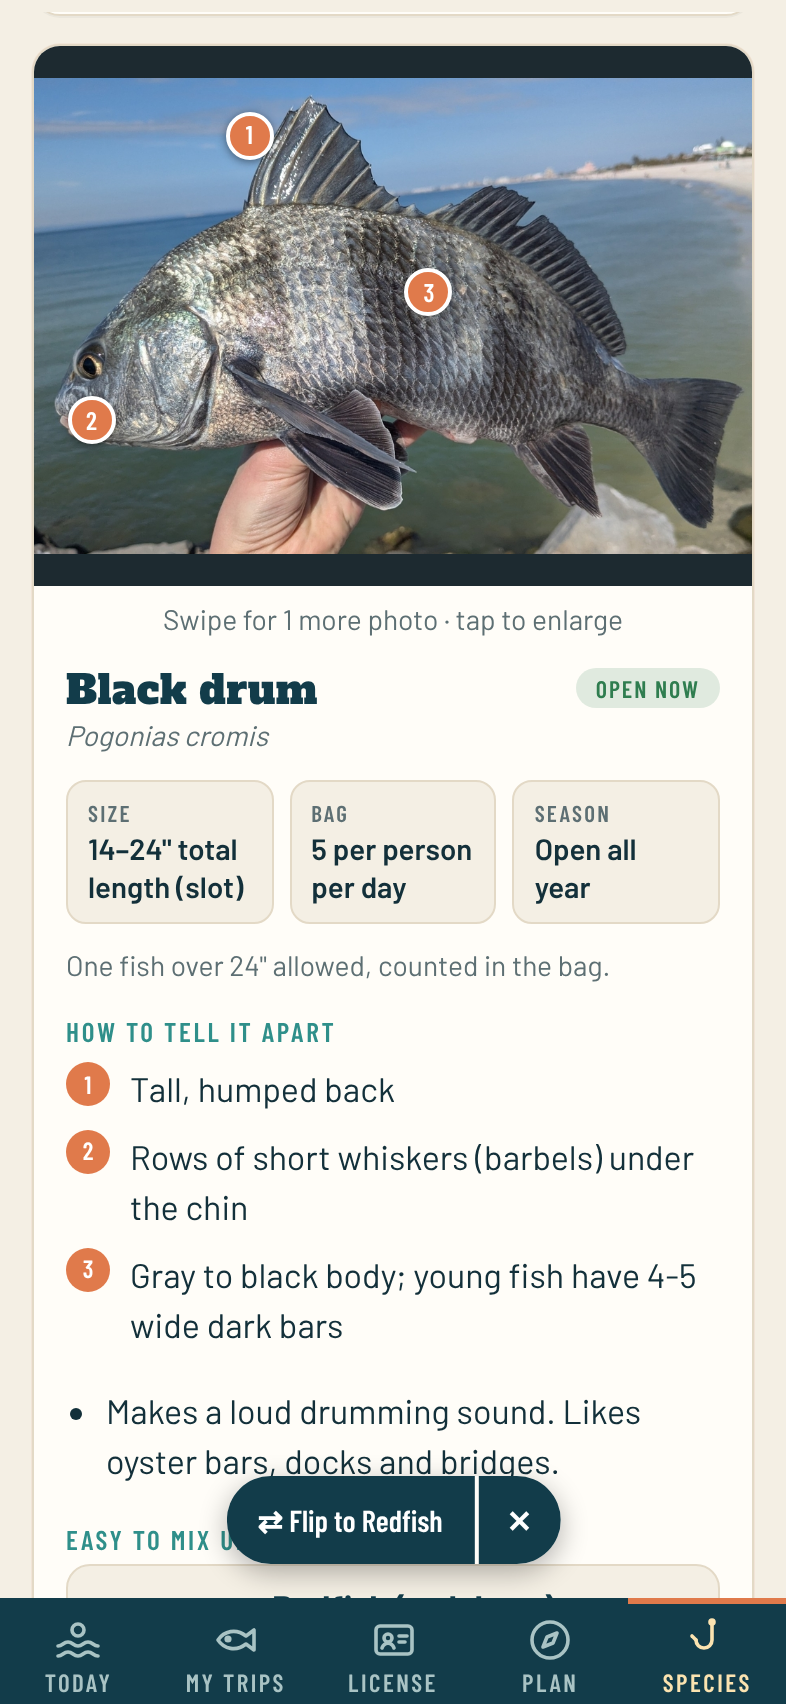 1
3
2
Swipe for 1 more photo · tap to enlarge
Black drum
OPEN NOW
Pogonias cromis
SIZE
14–24" total
length (slot)
BAG
5 per person
per day
SEASON
Open all
year
One fish over 24" allowed, counted in the bag.
HOW TO TELL IT APART
1 Tall, humped back
2 Rows of short whiskers (barbels) under
the chin
3 Gray to black body; young fish have 4-5
wide dark bars
• Makes a loud drumming sound. Likes
oyster bars, docks and bridges.
⇄ Flip to Redfish ×
EASY TO MIX
TODAY
MY TRIPS
LICENSE
PLAN
SPECIES